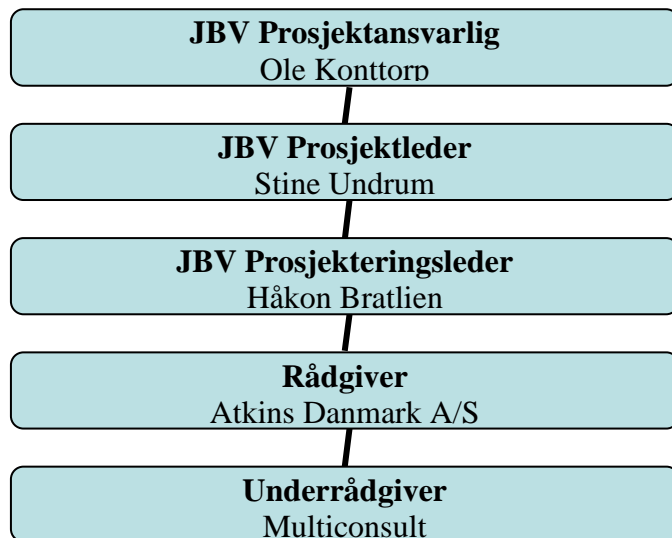 JBV Prosjektansvarlig
Ole Konttorp
JBV Prosjektleder
Stine Undrum
JBV Prosjekteringsleder
Håkon Bratlien
Rådgiver
Atkins Danmark A/S
Underrådgiver
Multiconsult